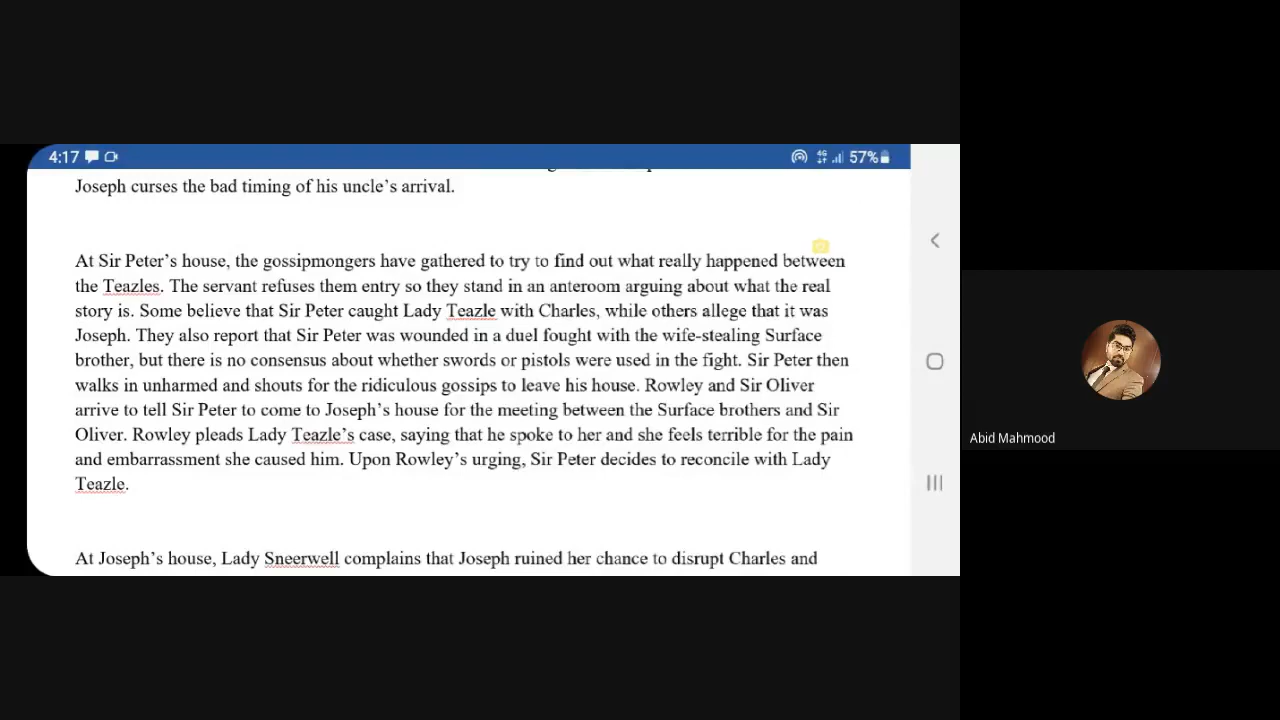 4:17 57%
Joseph curses the bad timing of his uncle’s arrival.
At Sir Peter’s house, the gossipmongers have gathered to try to find out what really happened between
the Teazles. The servant refuses them entry so they stand in an anteroom arguing about what the real
story is. Some believe that Sir Peter caught Lady Teazle with Charles, while others allege that it was
Joseph. They also report that Sir Peter was wounded in a duel fought with the wife-stealing Surface
brother, but there is no consensus about whether swords or pistols were used in the fight. Sir Peter then
walks in unharmed and shouts for the ridiculous gossips to leave his house. Rowley and Sir Oliver
arrive to tell Sir Peter to come to Joseph’s house for the meeting between the Surface brothers and Sir
Oliver. Rowley pleads Lady Teazle’s case, saying that he spoke to her and she feels terrible for the pain
and embarrassment she caused him. Upon Rowley’s urging, Sir Peter decides to reconcile with Lady
Teazle.
At Joseph’s house, Lady Sneerwell complains that Joseph ruined her chance to disrupt Charles and
Abid Mahmood